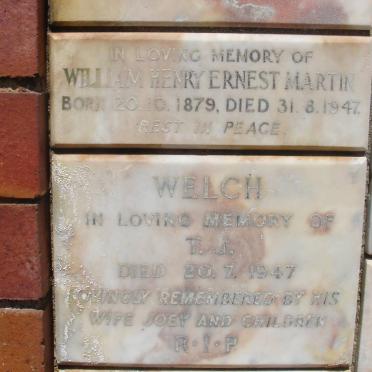 IN LOVING MEMORY OF
WILLIAM HENRY ERNEST MARTIN
BORN 20.10.1879, DIED 31.8.1947.
REST IN PEACE.
WELCH
IN LOVING MEMORY OF
T. J.
DIED 20.7.1947
LOVINGLY REMEMBERED BY HIS
WIFE JOEY AND CHILDREN
R·I·P